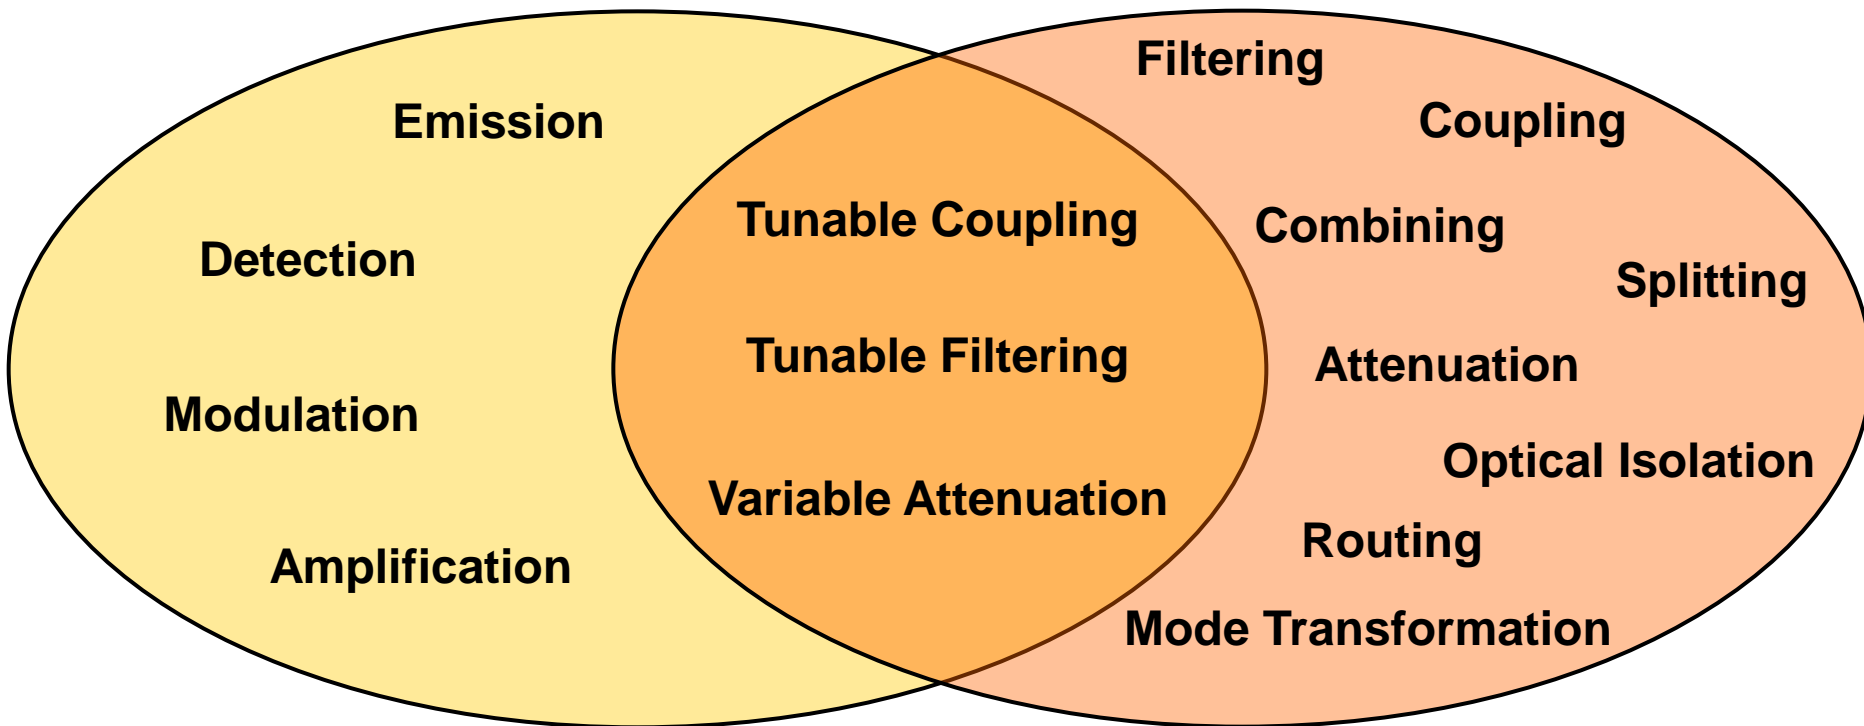 Emission
Detection
Modulation
Amplification
Tunable Coupling
Tunable Filtering
Variable Attenuation
Filtering
Coupling
Combining
Splitting
Attenuation
Optical Isolation
Routing
Mode Transformation